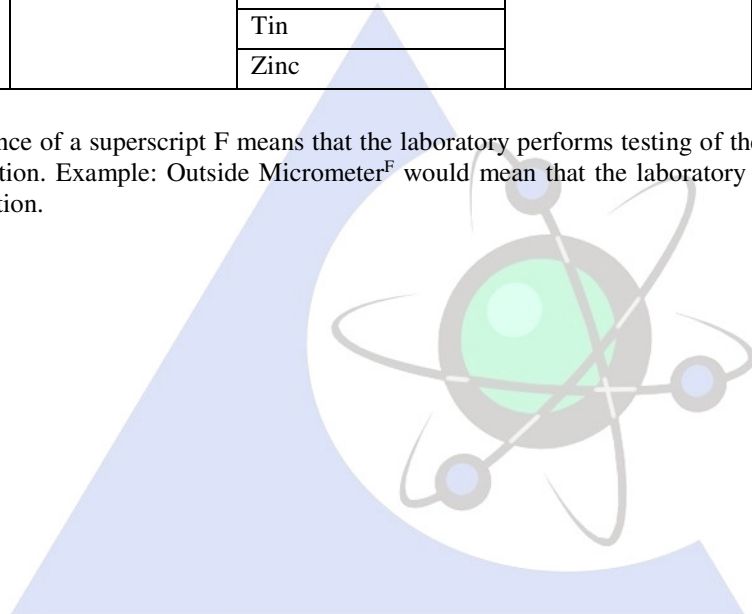 Tin
Zinc
nce of a superscript F means that the laboratory performs testing of the
tion. Example: Outside Micrometerᶠ would mean that the laboratory
tion.